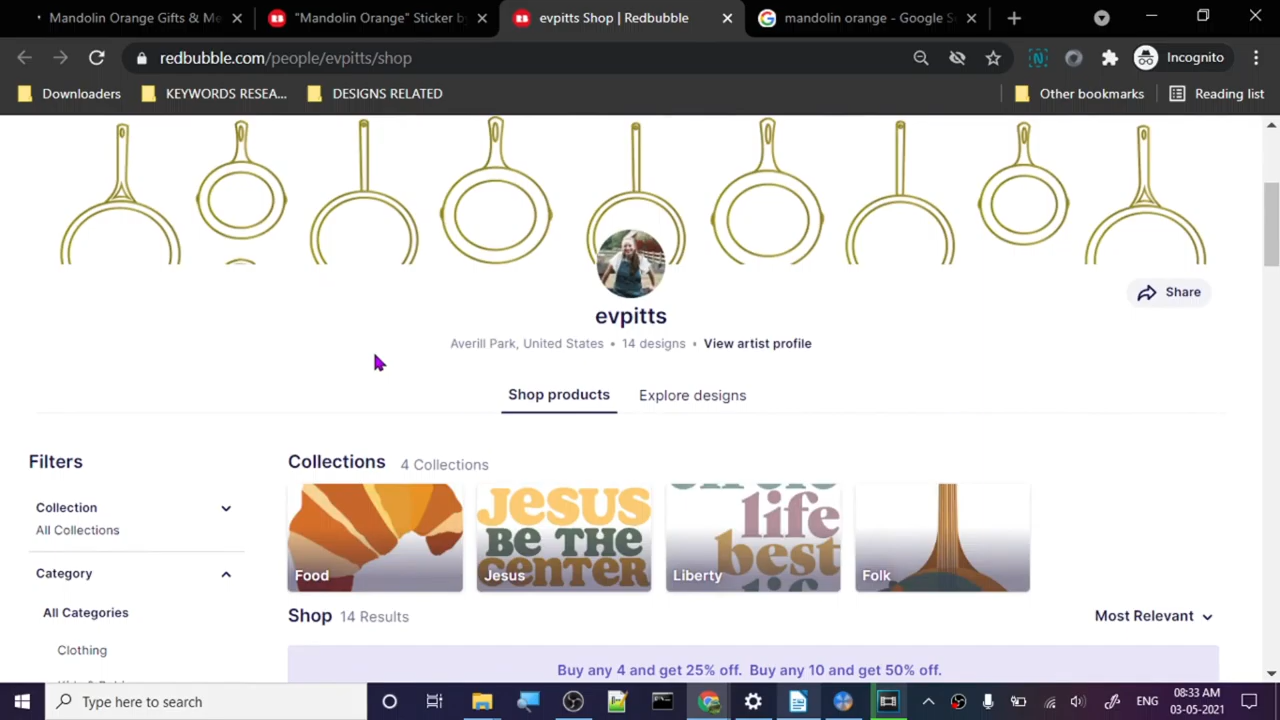 Mandolin Orange Gifts & Me
"Mandolin Orange" Sticker by
evpitts Shop | Redbubble
mandolin orange - Google S
redbubble.com/people/evpitts/shop
Incognito
Downloaders
KEYWORDS RESEA...
DESIGNS RELATED
Other bookmarks
Reading list
Share
evpitts
Averill Park, United States • 14 designs • View artist profile
Shop products
Explore designs
Filters
Collections 4 Collections
Collection
All Collections
Category
All Categories
Clothing
Food
JESUS
BE THE
CENTER
Jesus
life
best
Liberty
Folk
Shop 14 Results
Most Relevant
Buy any 4 and get 25% off. Buy any 10 and get 50% off.
Type here to search
ENG
08:33 AM
03-05-2021